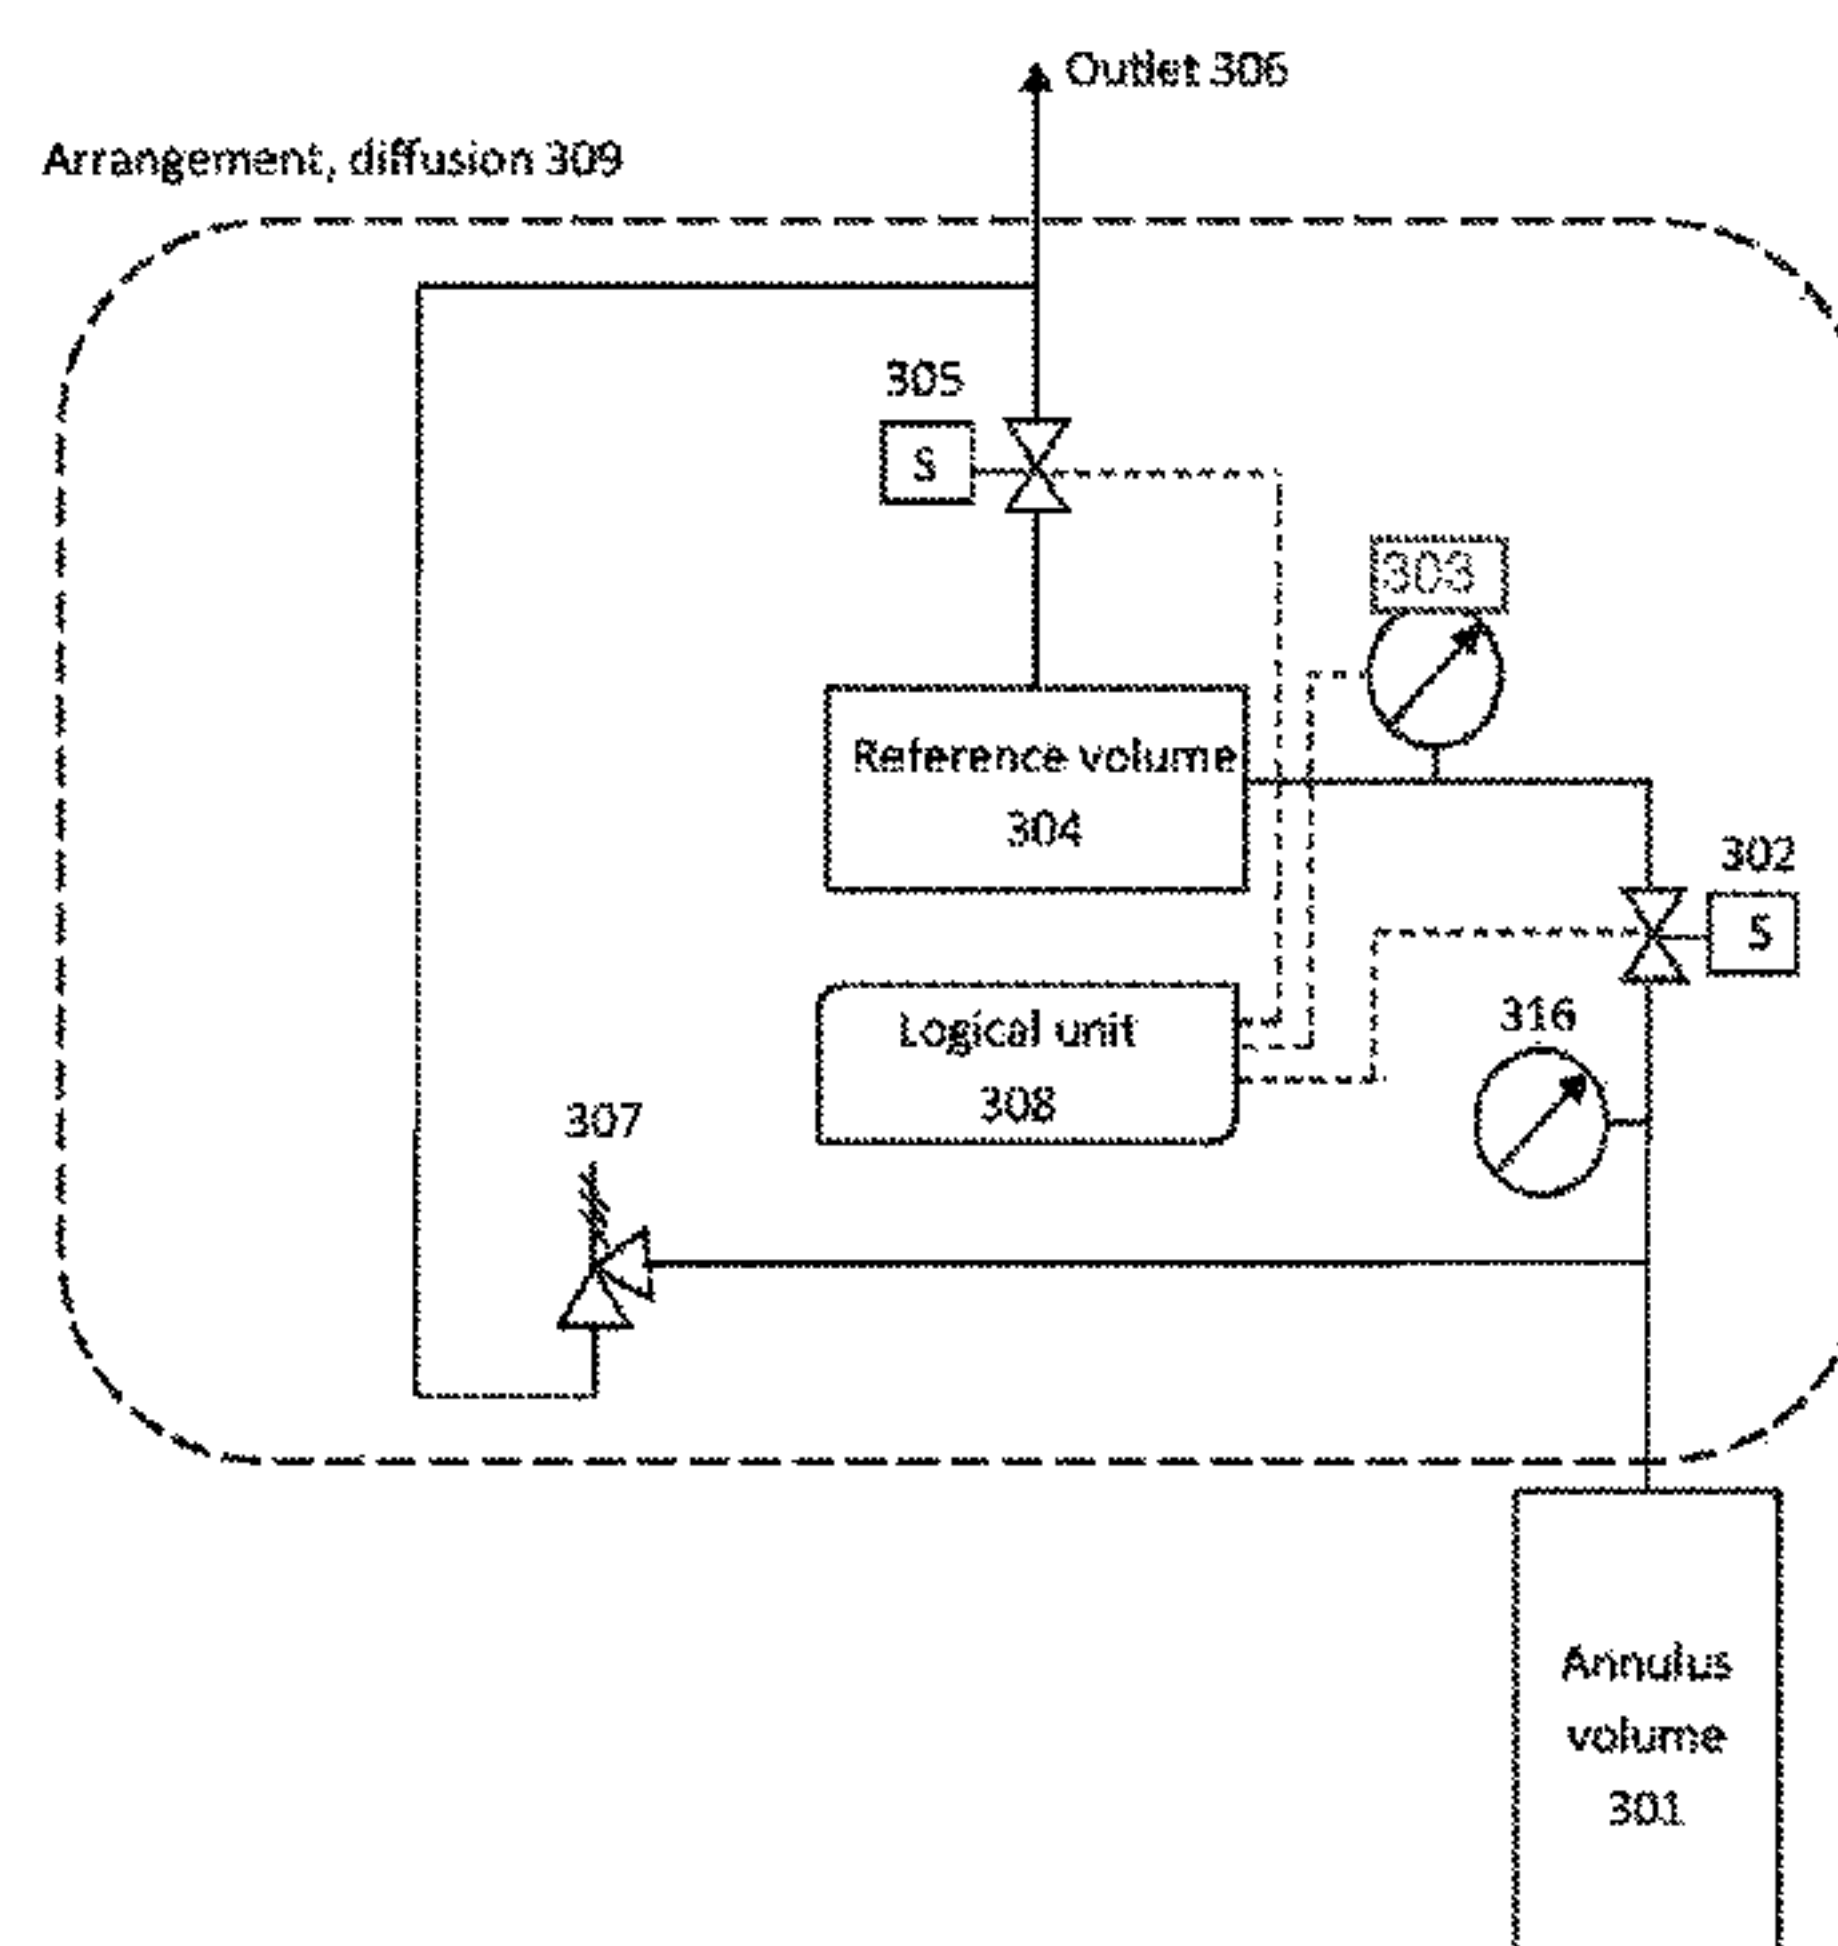 Outlet 306
Arrangement, diffusion 309
305
S
303
Reference volume
304
302
S
Logical unit
308
316
307
Annulus
volume
301